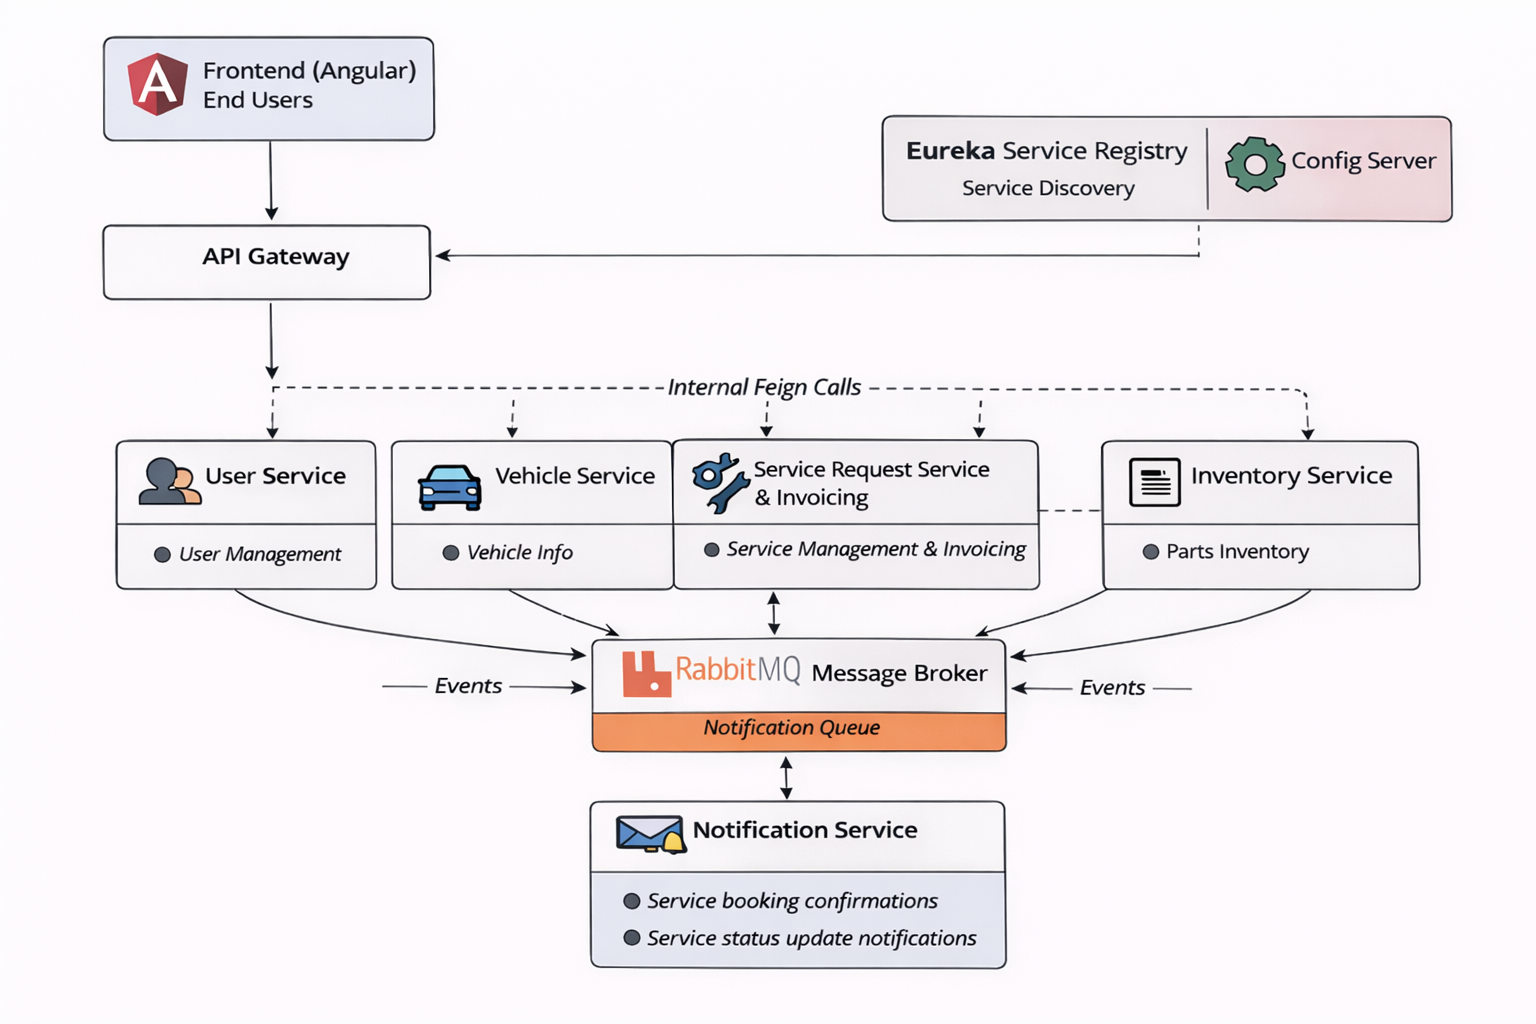 Frontend (Angular)
End Users
Eureka Service Registry
Service Discovery
Config Server
API Gateway
Internal Feign Calls
User Service
User Management
Vehicle Service
Vehicle Info
Service Request Service
& Invoicing
Service Management & Invoicing
Inventory Service
Parts Inventory
Events
RabbitMQ Message Broker
Notification Queue
Events
Notification Service
Service booking confirmations
Service status update notifications